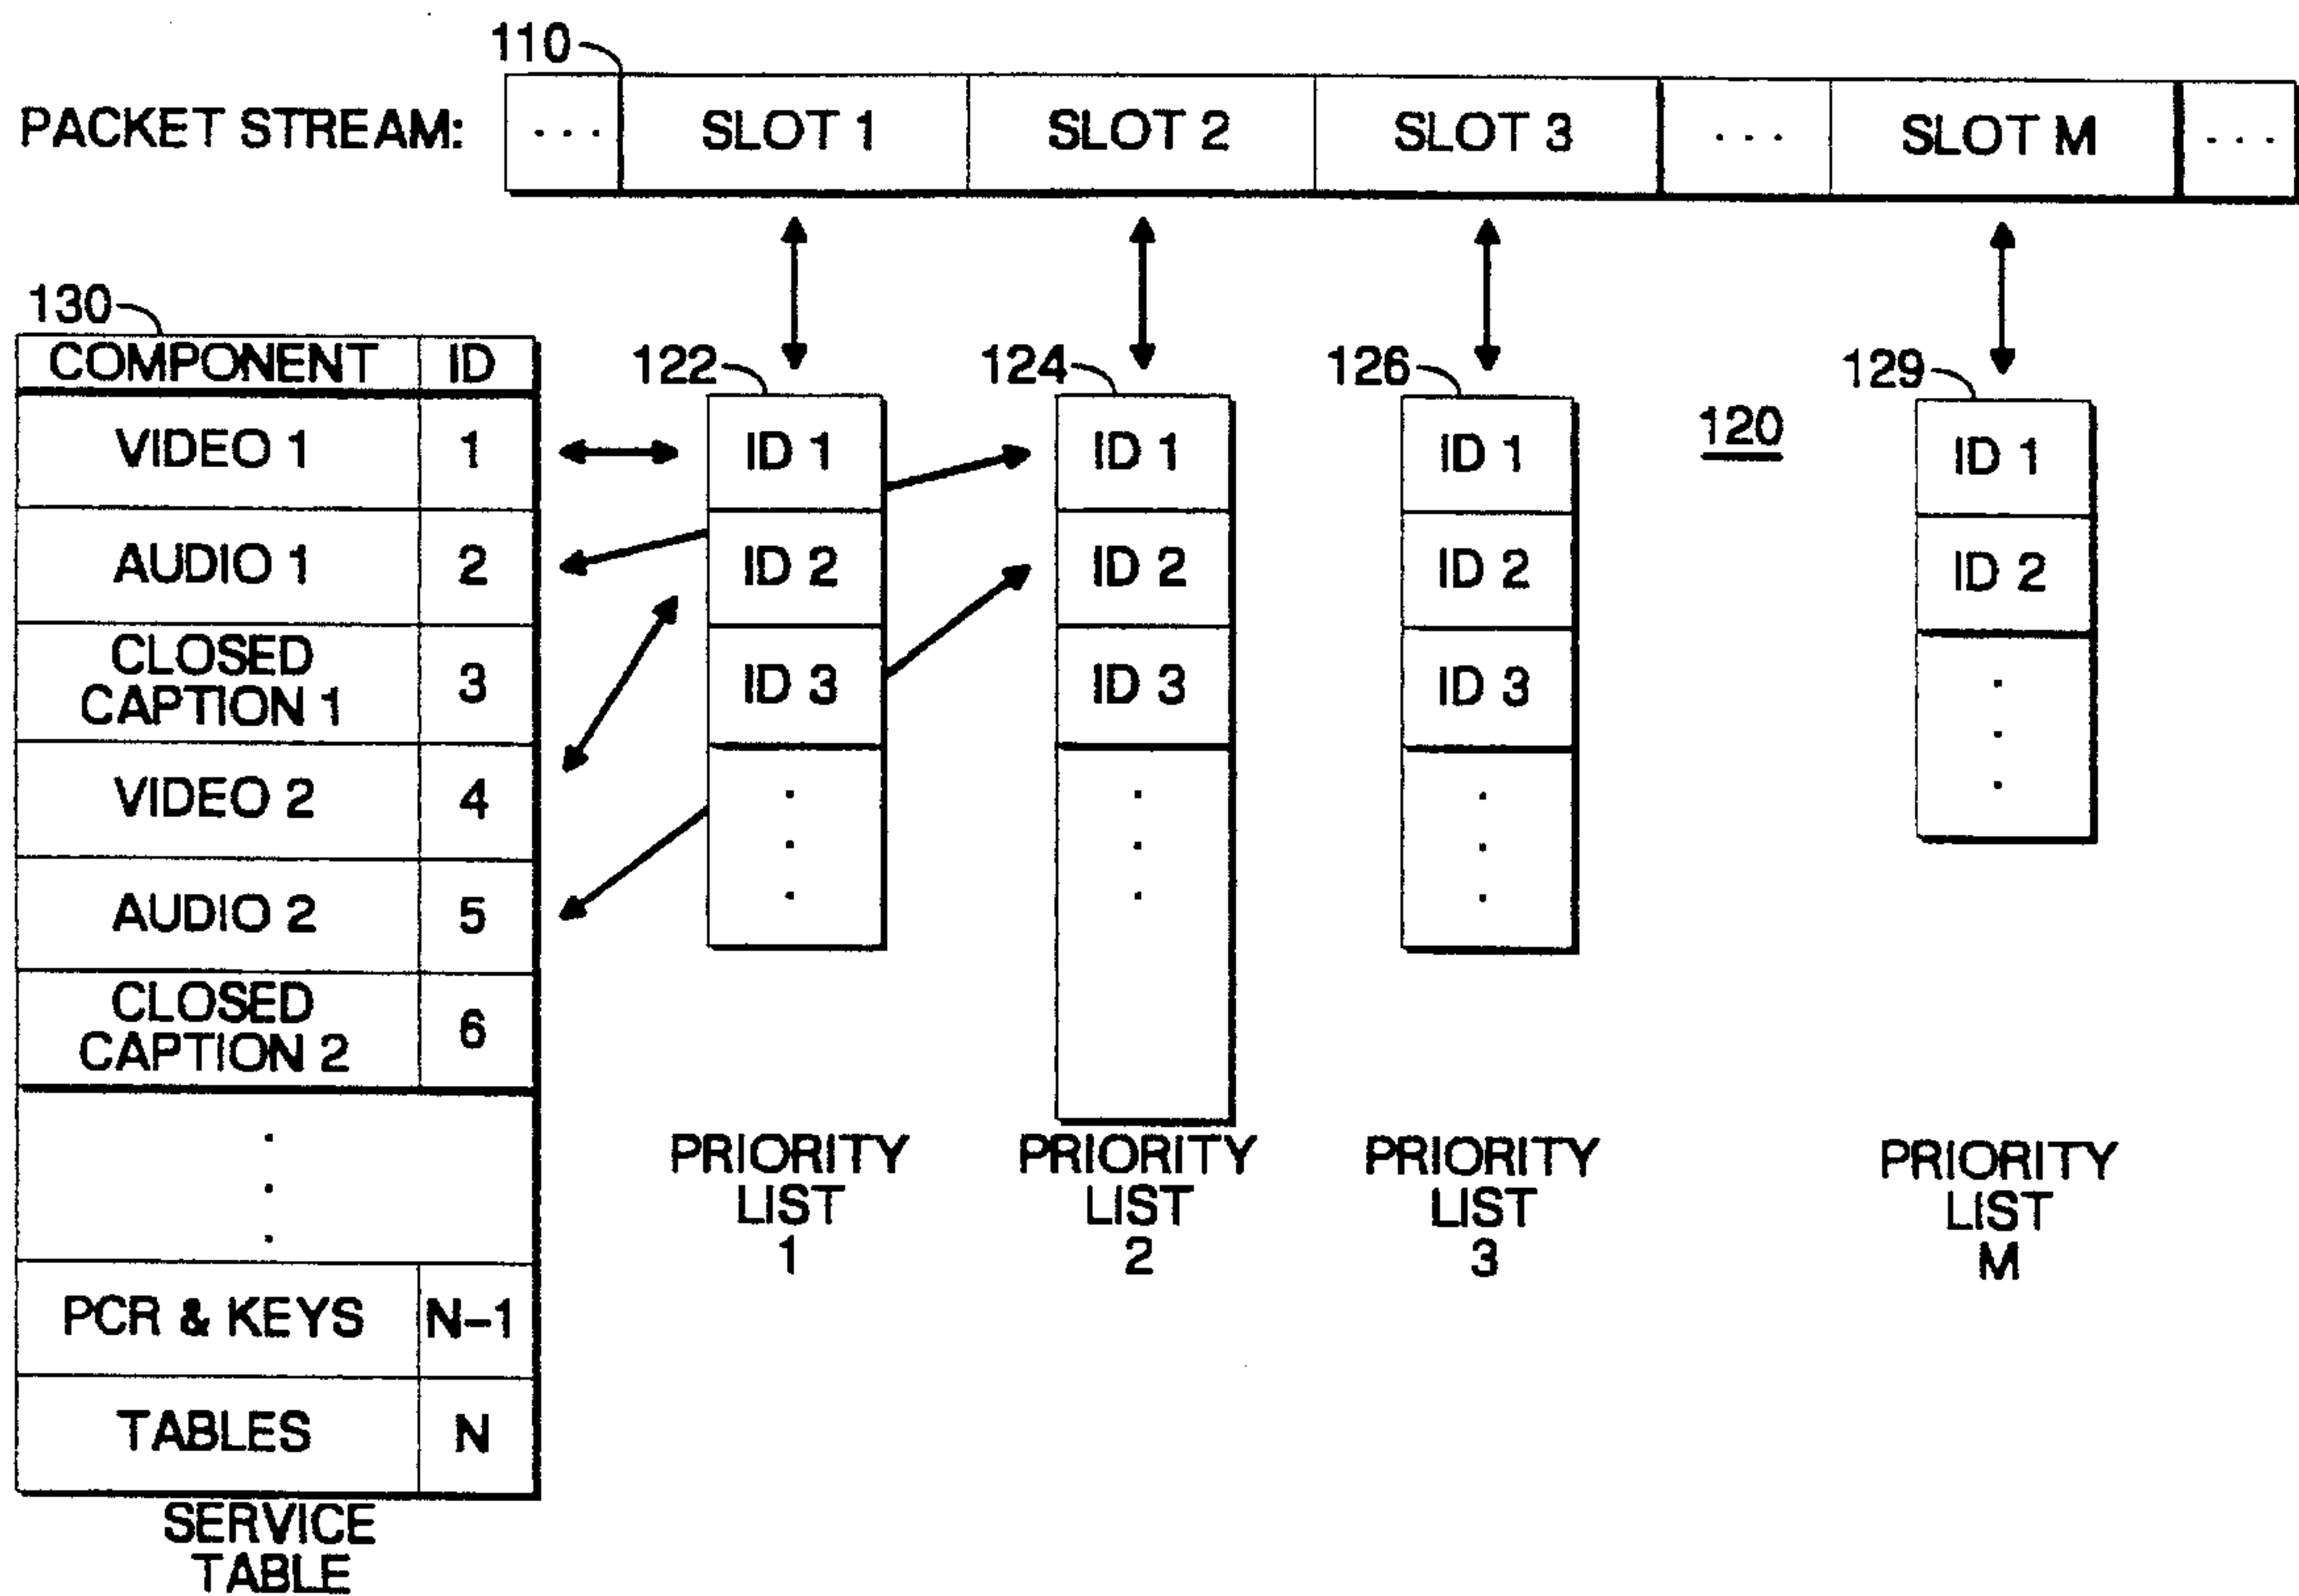 110
PACKET STREAM: ... SLOT 1 SLOT 2 SLOT 3 ... SLOT M ...
130
COMPONENT ID
VIDEO 1 1
AUDIO 1 2
CLOSED
CAPTION 1 3
VIDEO 2 4
AUDIO 2 5
CLOSED
CAPTION 2 6
.
.
.
PCR & KEYS N-1
TABLES N
SERVICE
TABLE
122
ID 1
ID 2
ID 3
.
.
.
PRIORITY
LIST
1
124
ID 1
ID 2
ID 3
.
.
.
PRIORITY
LIST
2
126
ID 1
ID 2
ID 3
.
.
.
PRIORITY
LIST
3
120
129
ID 1
ID 2
.
.
.
PRIORITY
LIST
M